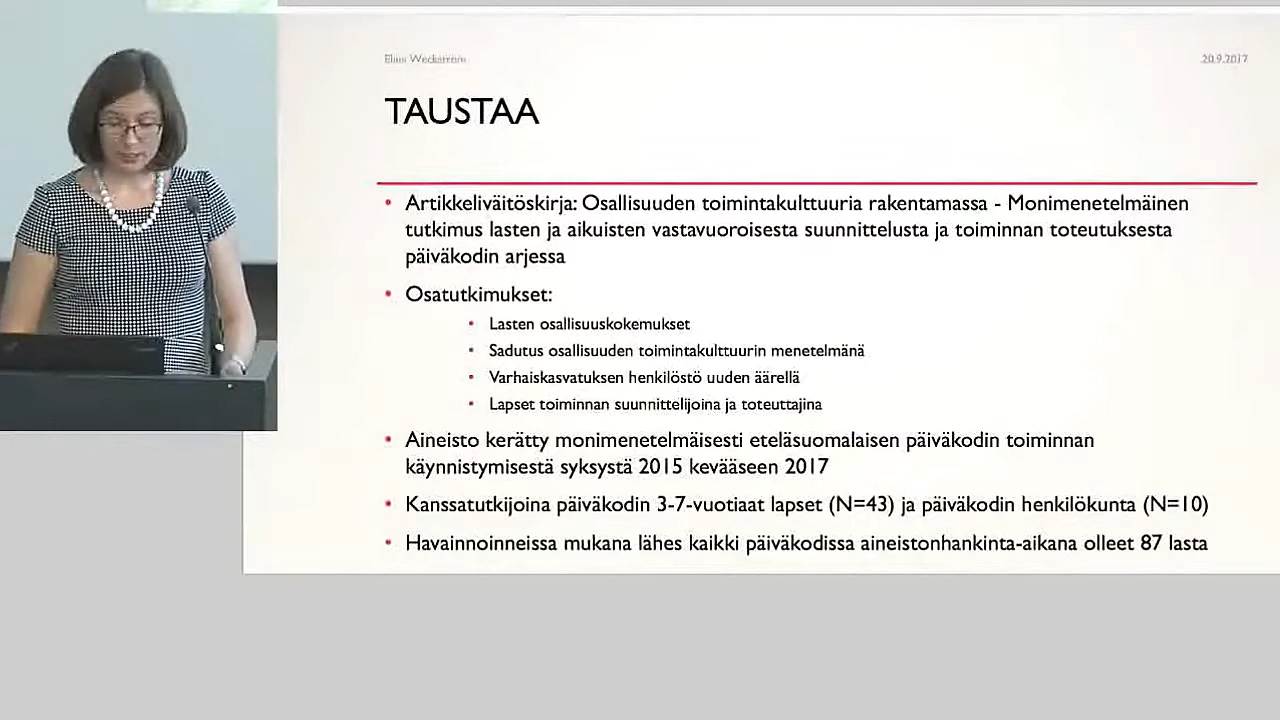 Elina Weckström
20.9.2017
TAUSTAA
• Artikkeliväitöskirja: Osallisuuden toimintakulttuuria rakentamassa - Monimenetelmäinen
tutkimus lasten ja aikuisten vastavuoroisesta suunnittelusta ja toiminnan toteutuksesta
päiväkodin arjessa
• Osatutkimukset:
• Lasten osallisuuskokemukset
• Sadutus osallisuuden toimintakulttuurin menetelmänä
• Varhaiskasvatuksen henkilöstö uuden äärellä
• Lapset toiminnan suunnittelijoina ja toteuttajina
• Aineisto kerätty monimenetelmäisesti eteläsuomalaisen päiväkodin toiminnan
käynnistymisestä syksystä 2015 kevääseen 2017
• Kanssatutkijoina päiväkodin 3-7-vuotiaat lapset (N=43) ja päiväkodin henkilökunta (N=10)
• Havainnoinneissa mukana lähes kaikki päiväkodissa aineistonhankinta-aikana olleet 87 lasta